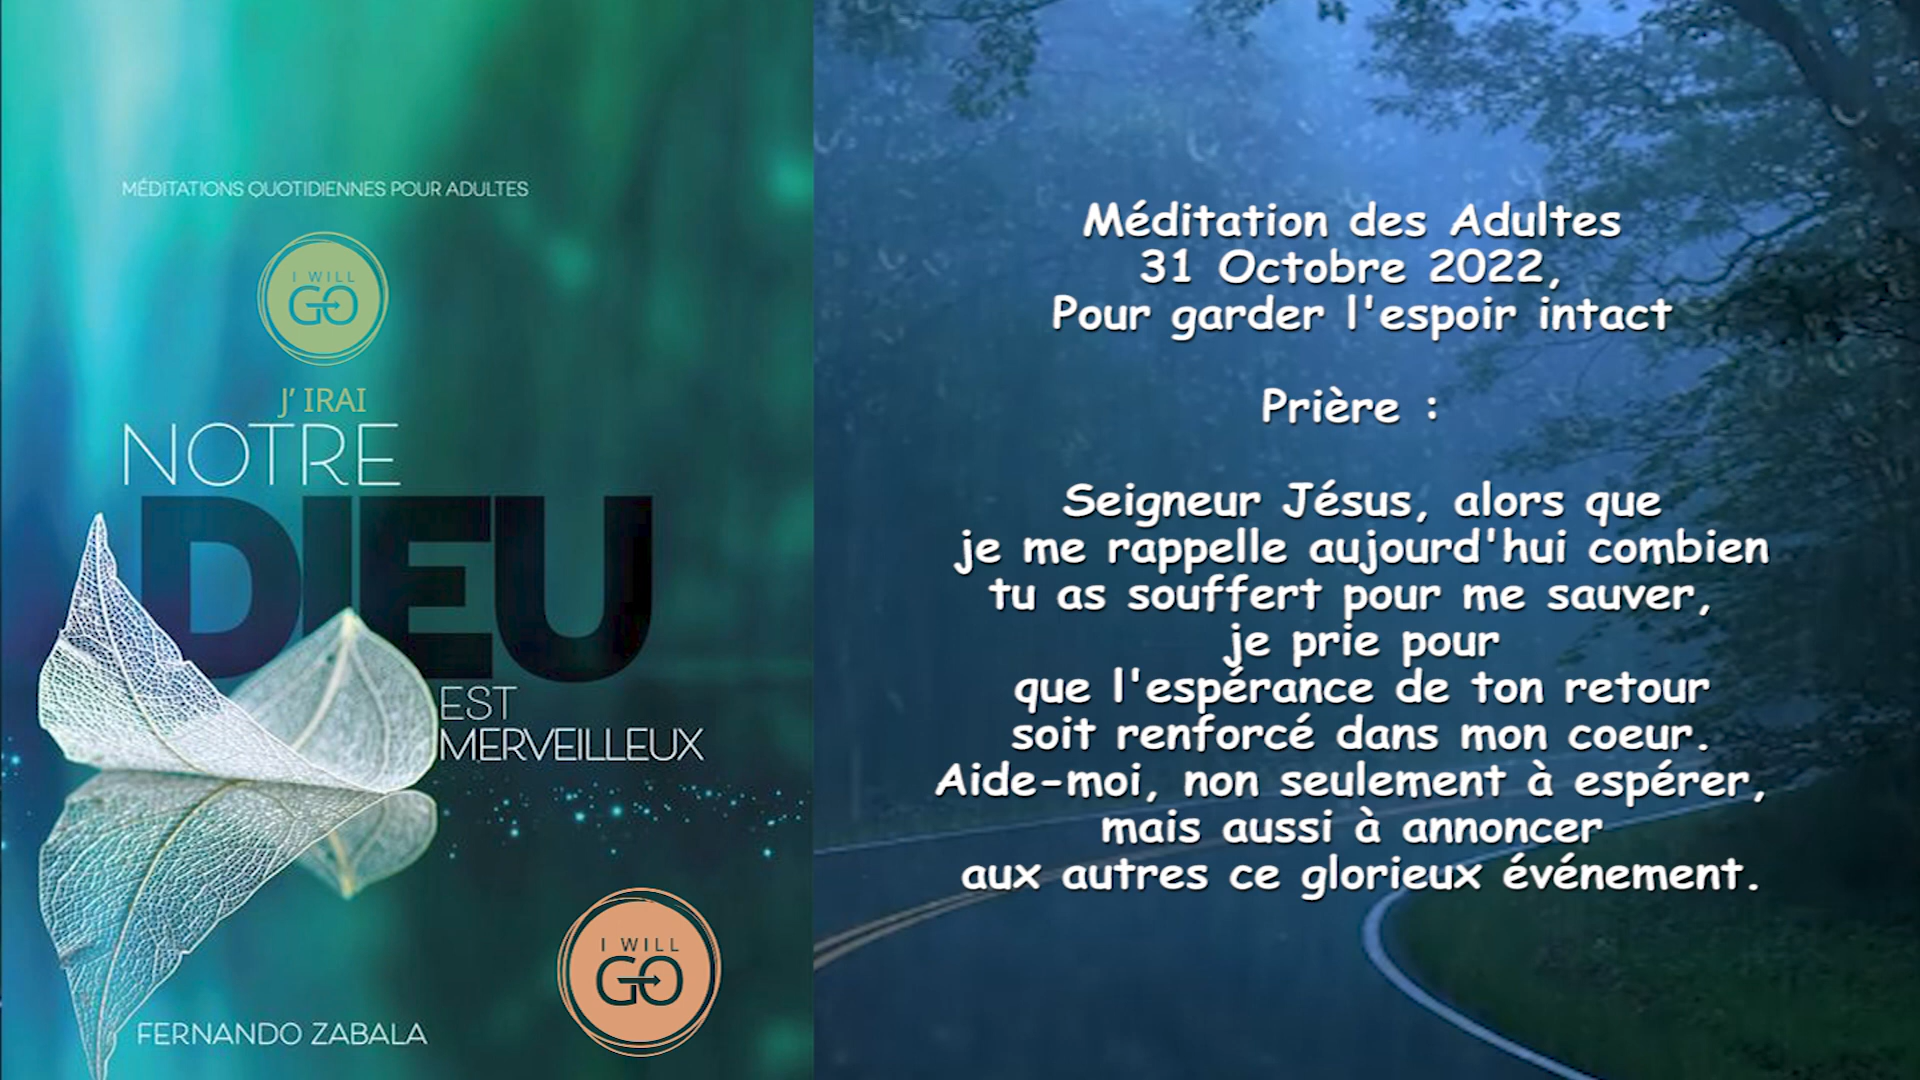 MÉDITATIONS QUOTIDIENNES POUR ADULTES
I WILL
GO
J' IRAI
NOTRE
DIEU
EST
MERVEILLEUX
I WILL
GO
FERNANDO ZABALA
Méditation des Adultes
31 Octobre 2022,
Pour garder l'espoir intact
Prière :
Seigneur Jésus, alors que
je me rappelle aujourd'hui combien
tu as souffert pour me sauver,
je prie pour
que l'espérance de ton retour
soit renforcé dans mon coeur.
Aide-moi, non seulement à espérer,
mais aussi à annoncer
aux autres ce glorieux événement.